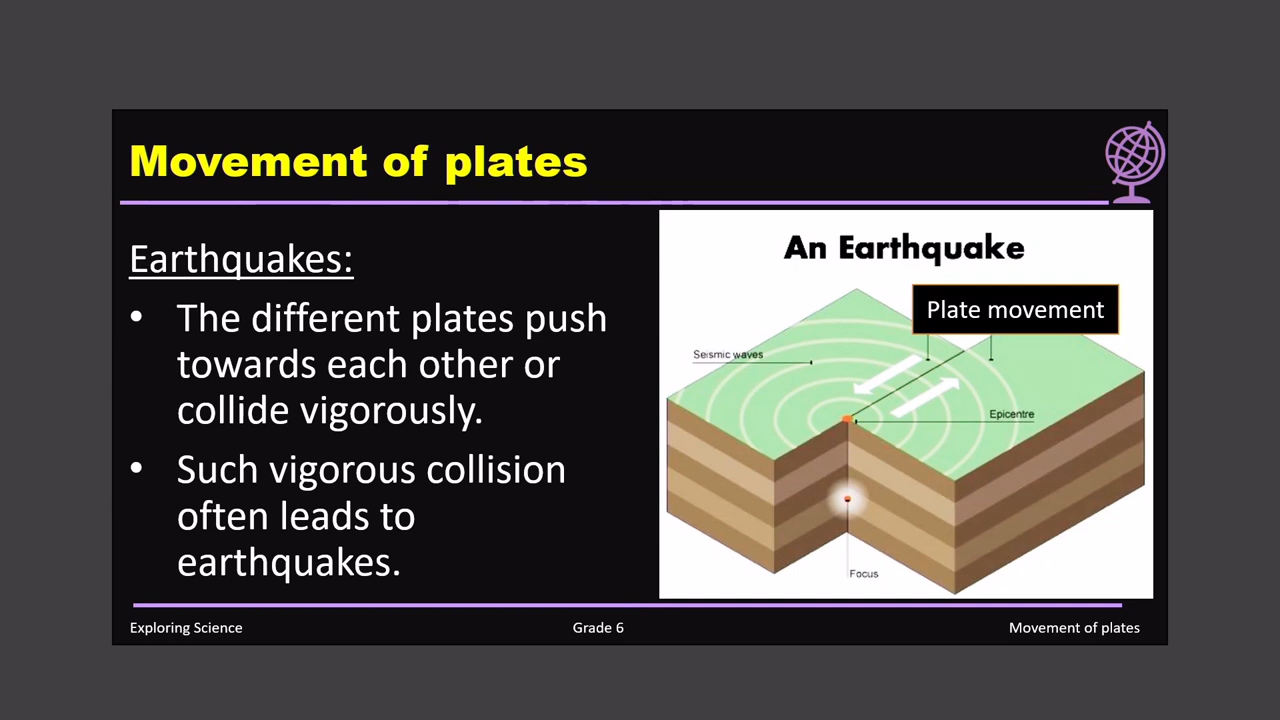 Movement of plates
Earthquakes:
• The different plates push
towards each other or
collide vigorously.
• Such vigorous collision
often leads to
earthquakes.
An Earthquake
Plate movement
Seismic waves
Epicentre
Focus
Exploring Science
Grade 6
Movement of plates